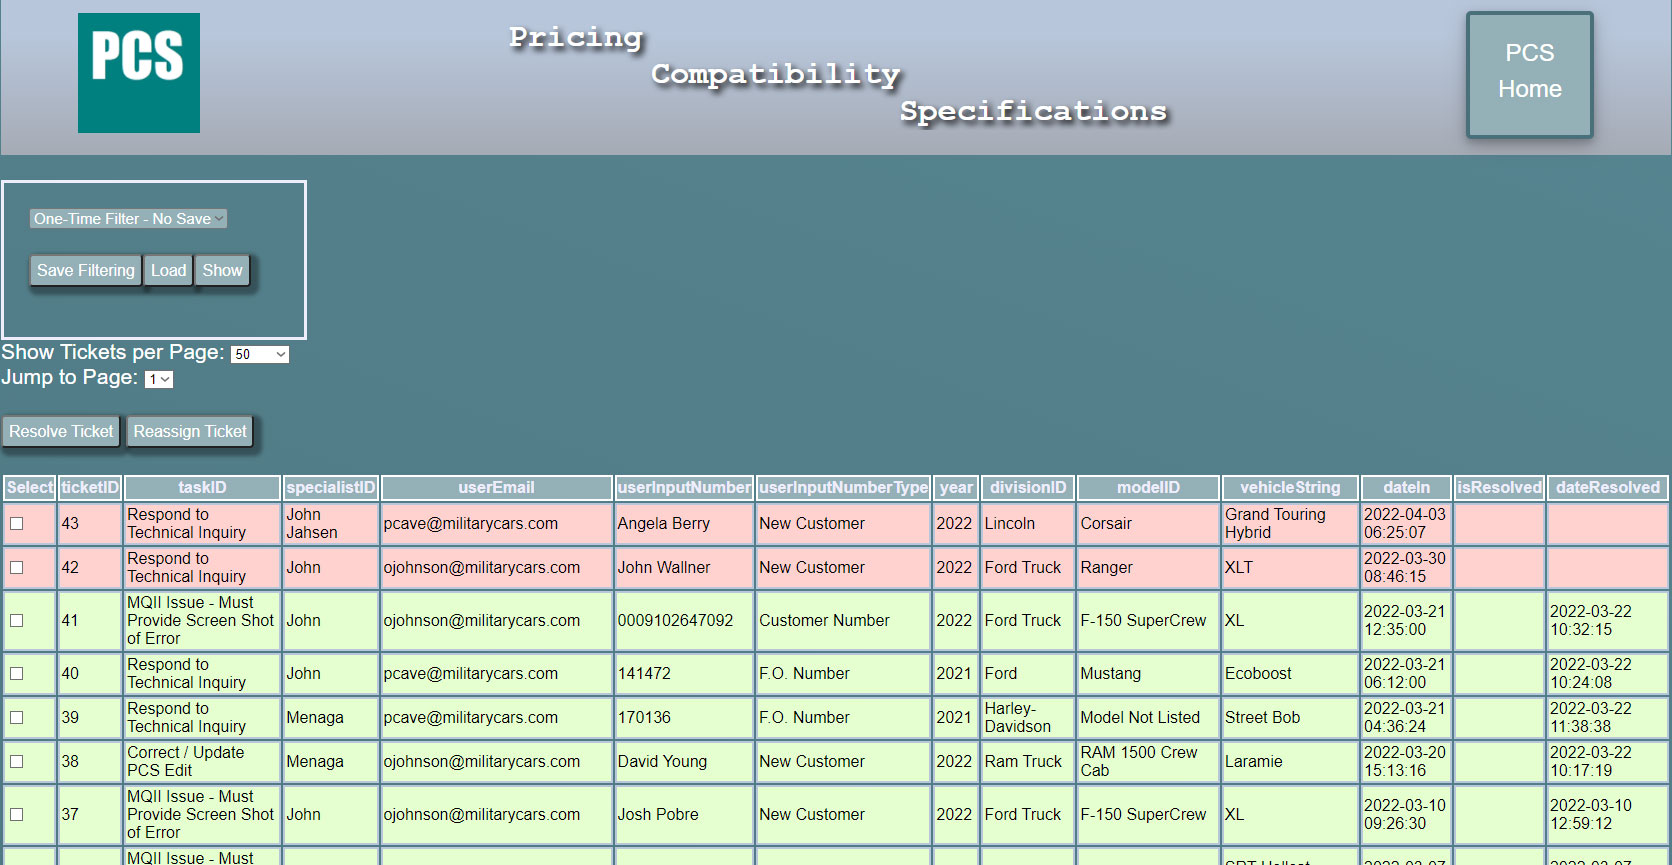 PCS
Pricing
Compatibility
Specifications
PCS
Home
One-Time Filter - No Save
Save Filtering Load Show
Show Tickets per Page: 50
Jump to Page: 1
Resolve Ticket Reassign Ticket
Select ticketID taskID specialistID userEmail userInputNumber userInputNumberType year divisionID modelID vehicleString dateIn isResolved dateResolved
43 Respond to Technical Inquiry John Jahsen pcave@militarycars.com Angela Berry New Customer 2022 Lincoln Corsair Grand Touring Hybrid 2022-04-03 06:25:07
42 Respond to Technical Inquiry John ojohnson@militarycars.com John Wallner New Customer 2022 Ford Truck Ranger XLT 2022-03-30 08:46:15
41 MQII Issue - Must Provide Screen Shot of Error John ojohnson@militarycars.com 0009102647092 Customer Number 2022 Ford Truck F-150 SuperCrew XL 2022-03-21 12:35:00 2022-03-22 10:32:15
40 Respond to Technical Inquiry John pcave@militarycars.com 141472 F.O. Number 2021 Ford Mustang Ecoboost 2022-03-21 06:12:00 2022-03-22 10:24:08
39 Respond to Technical Inquiry Menaga pcave@militarycars.com 170136 F.O. Number 2021 Harley-Davidson Model Not Listed Street Bob 2022-03-21 04:36:24 2022-03-22 11:38:38
38 Correct / Update PCS Edit Menaga ojohnson@militarycars.com David Young New Customer 2022 Ram Truck RAM 1500 Crew Cab Laramie 2022-03-20 15:13:16 2022-03-22 10:17:19
37 MQII Issue - Must Provide Screen Shot of Error John ojohnson@militarycars.com Josh Pobre New Customer 2022 Ford Truck F-150 SuperCrew XL 2022-03-10 09:26:30 2022-03-10 12:59:12
MQII Issue - Must